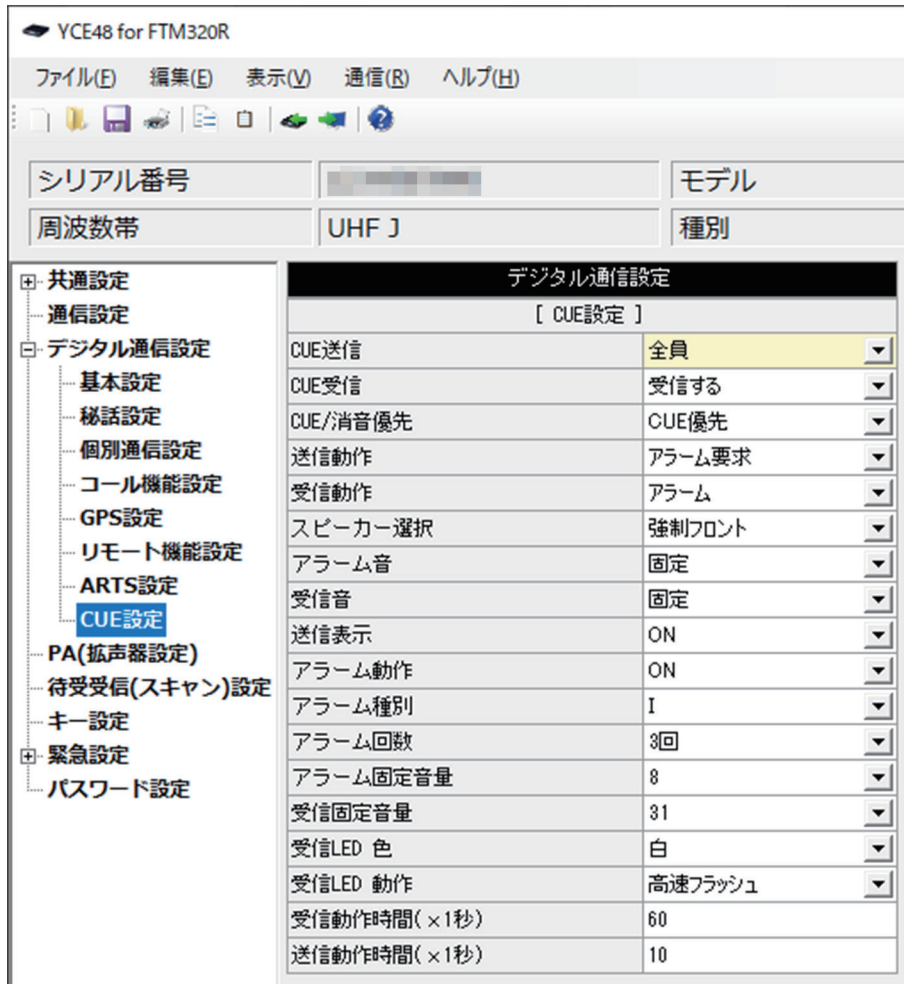 YCE48 for FTM320R
ファイル(F) 編集(E) 表示(V) 通信(R) ヘルプ(H)
シリアル番号 モデル
周波数帯 UHF J 種別
共通設定
通信設定
デジタル通信設定
基本設定
秘話設定
個別通信設定
コール機能設定
GPS設定
リモート機能設定
ARTS設定
CUE設定
PA(拡声器設定)
待受受信(スキャン)設定
キー設定
緊急設定
パスワード設定
デジタル通信設定
[ CUE設定 ]
CUE送信 全員
CUE受信 受信する
CUE/消音優先 CUE優先
送信動作 アラーム要求
受信動作 アラーム
スピーカー選択 強制フロント
アラーム音 固定
受信音 固定
送信表示 ON
アラーム動作 ON
アラーム種別 I
アラーム回数 3回
アラーム固定音量 8
受信固定音量 31
受信LED 色 白
受信LED 動作 高速フラッシュ
受信動作時間(×1秒) 60
送信動作時間(×1秒) 10